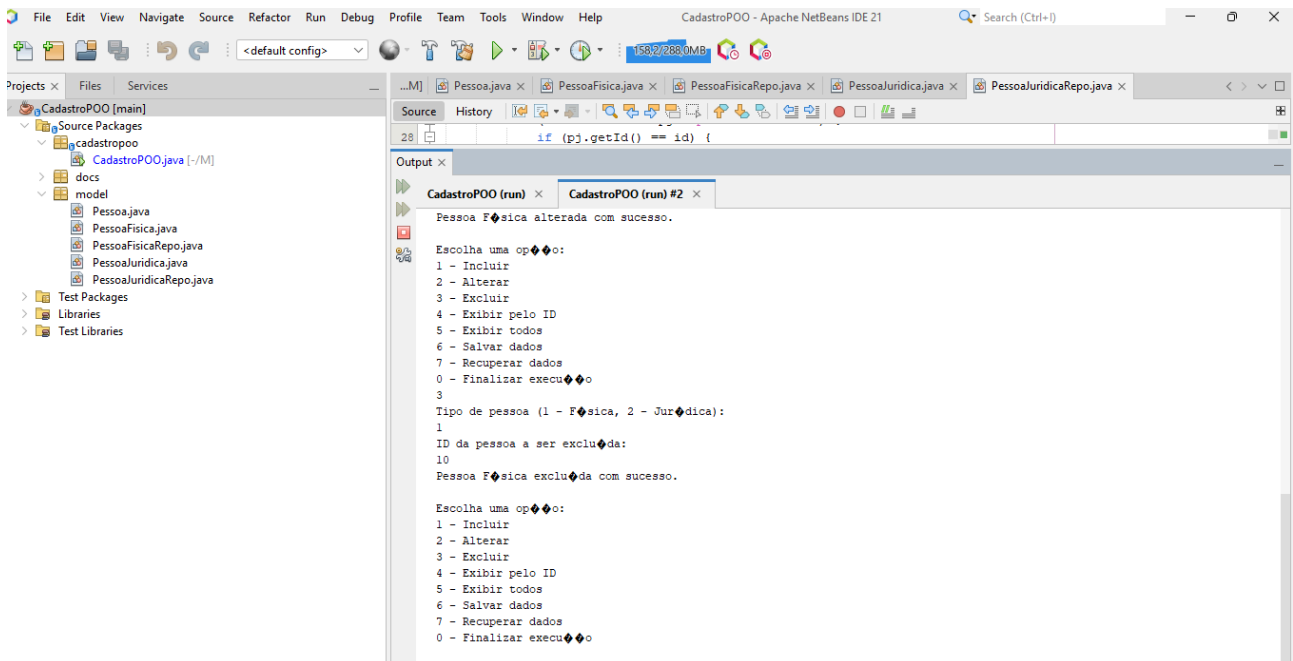 File Edit View Navigate Source Refactor Run Debug Profile Team Tools Window Help CadastroPOO - Apache NetBeans IDE 21 Search (Ctrl+I)
<default config> 158,2/288,0MB
Projects Files Services
...M] Pessoa.java PessoaFisica.java PessoaFisicaRepo.java PessoaJuridica.java PessoaJuridicaRepo.java
CadastroPOO [main]
Source Packages
cadastropoo
CadastroPOO.java [-/M]
docs
model
Pessoa.java
PessoaFisica.java
PessoaFisicaRepo.java
PessoaJuridica.java
PessoaJuridicaRepo.java
Test Packages
Libraries
Test Libraries
Source History
28 if (pj.getId() == id) {
Output
CadastroPOO (run) CadastroPOO (run) #2
Pessoa F�sica alterada com sucesso.
Escolha uma op��o:
1 - Incluir
2 - Alterar
3 - Excluir
4 - Exibir pelo ID
5 - Exibir todos
6 - Salvar dados
7 - Recuperar dados
0 - Finalizar execu��o
3
Tipo de pessoa (1 - F�sica, 2 - Jur�dica):
1
ID da pessoa a ser exclu�da:
10
Pessoa F�sica exclu�da com sucesso.
Escolha uma op��o:
1 - Incluir
2 - Alterar
3 - Excluir
4 - Exibir pelo ID
5 - Exibir todos
6 - Salvar dados
7 - Recuperar dados
0 - Finalizar execu��o